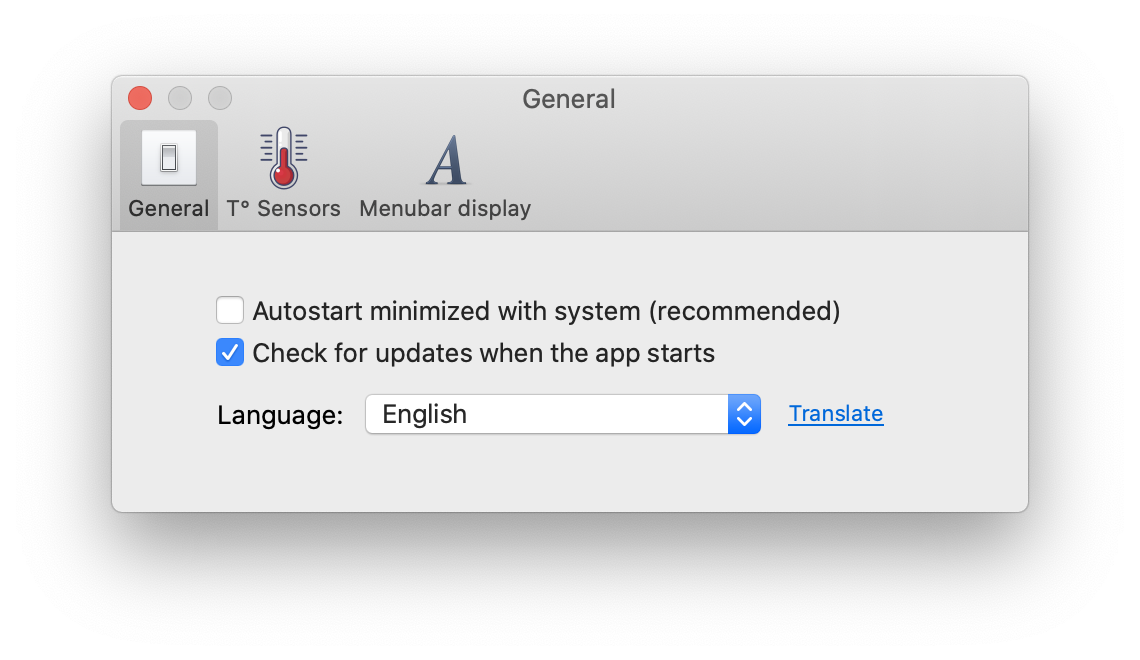 General
General T° Sensors Menubar display
Autostart minimized with system (recommended)
Check for updates when the app starts
Language: English Translate